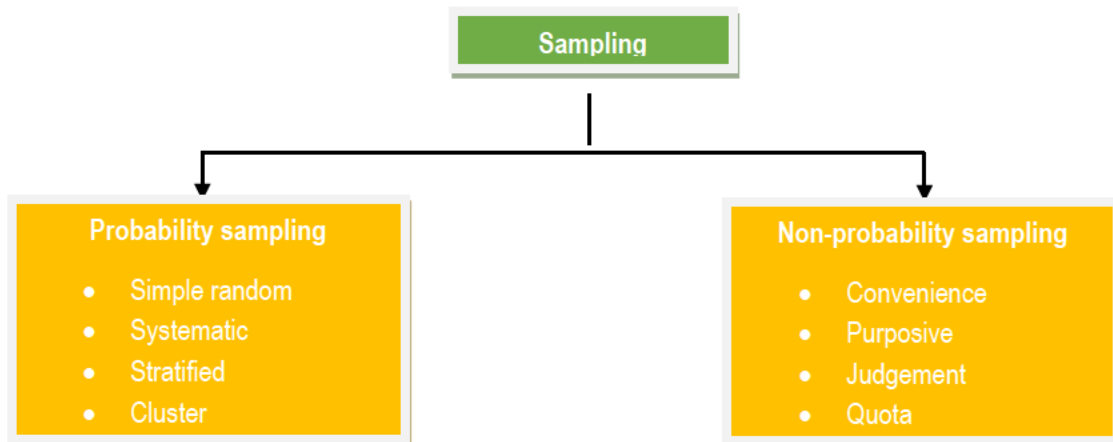 Sampling
Probability sampling
• Simple random
• Systematic
• Stratified
• Cluster
Non-probability sampling
• Convenience
• Purposive
• Judgement
• Quota